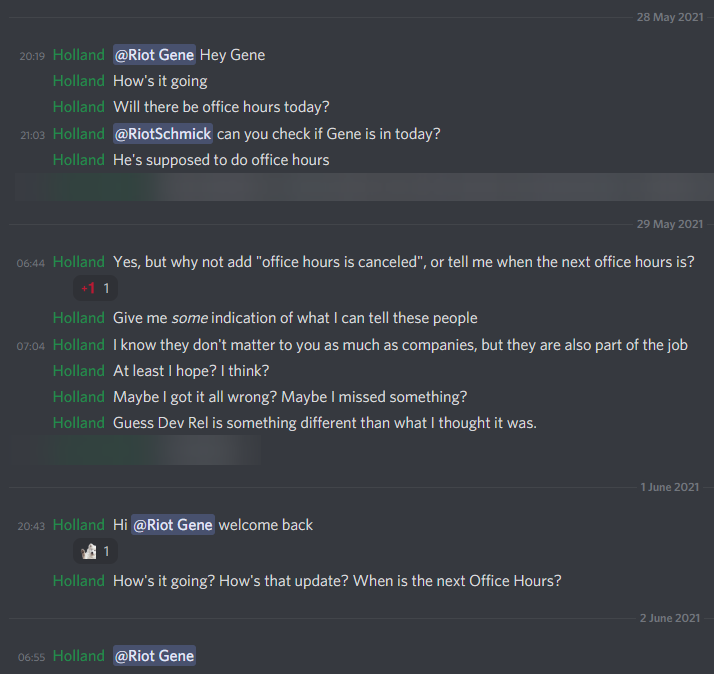 28 May 2021
20:19 Holland @Riot Gene Hey Gene
Holland How's it going
Holland Will there be office hours today?
21:03 Holland @RiotSchmick can you check if Gene is in today?
Holland He's supposed to do office hours
29 May 2021
06:44 Holland Yes, but why not add "office hours is canceled", or tell me when the next office hours is?
+1 1
Holland Give me some indication of what I can tell these people
07:04 Holland I know they don't matter to you as much as companies, but they are also part of the job
Holland At least I hope? I think?
Holland Maybe I got it all wrong? Maybe I missed something?
Holland Guess Dev Rel is something different than what I thought it was.
1 June 2021
20:43 Holland Hi @Riot Gene welcome back
1
Holland How's it going? How's that update? When is the next Office Hours?
2 June 2021
06:55 Holland @Riot Gene